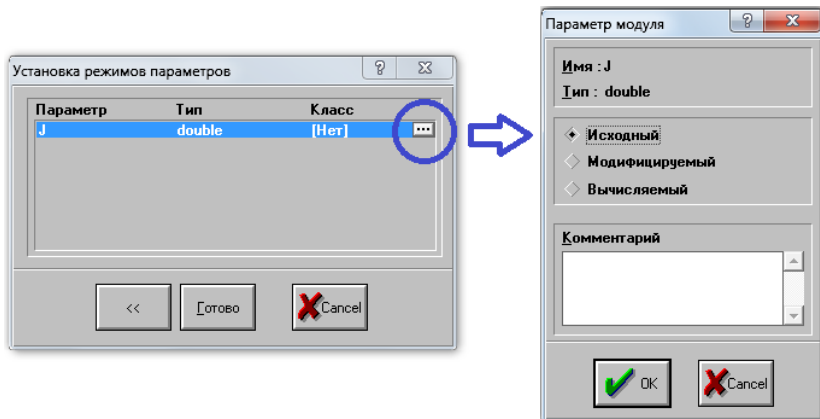 Установка режимов параметров
Параметр Тип Класс
J double [Нет] ...
<< Готово Cancel
Параметр модуля
Имя : J
Тип : double
Исходный
Модифицируемый
Вычисляемый
Комментарий
OK Cancel